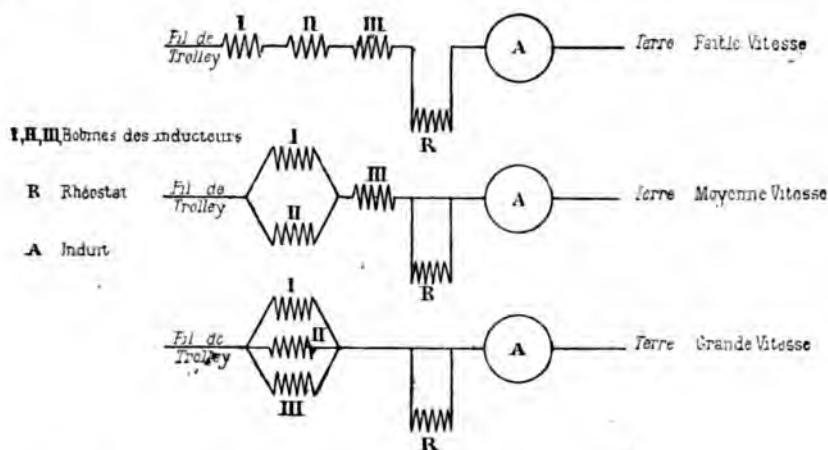 I II III
Fil de Trolley A Terre Faible Vitesse
R
I, II, III, Bobines des inducteurs
I
R Rhéostat Fil de Trolley III A Terre Moyenne Vitesse
II
A Induit
R
I
Fil de Trolley II A Terre Grande Vitesse
III
R